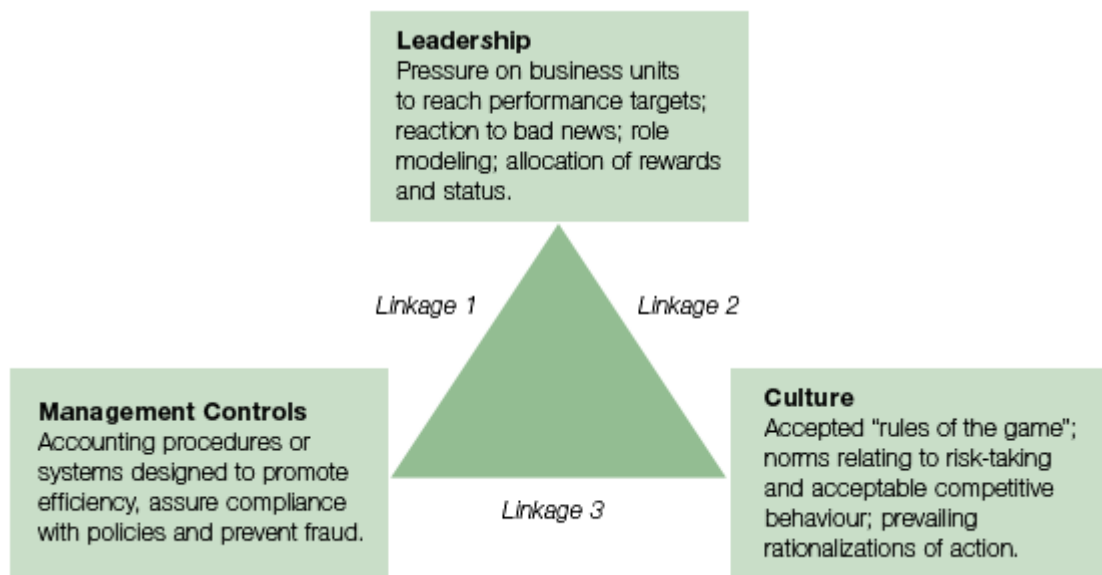 Leadership
Pressure on business units
to reach performance targets;
reaction to bad news; role
modeling; allocation of rewards
and status.
Linkage 1
Linkage 2
Management Controls
Accounting procedures or
systems designed to promote
efficiency, assure compliance
with policies and prevent fraud.
Culture
Accepted "rules of the game";
norms relating to risk-taking
and acceptable competitive
behaviour; prevailing
rationalizations of action.
Linkage 3